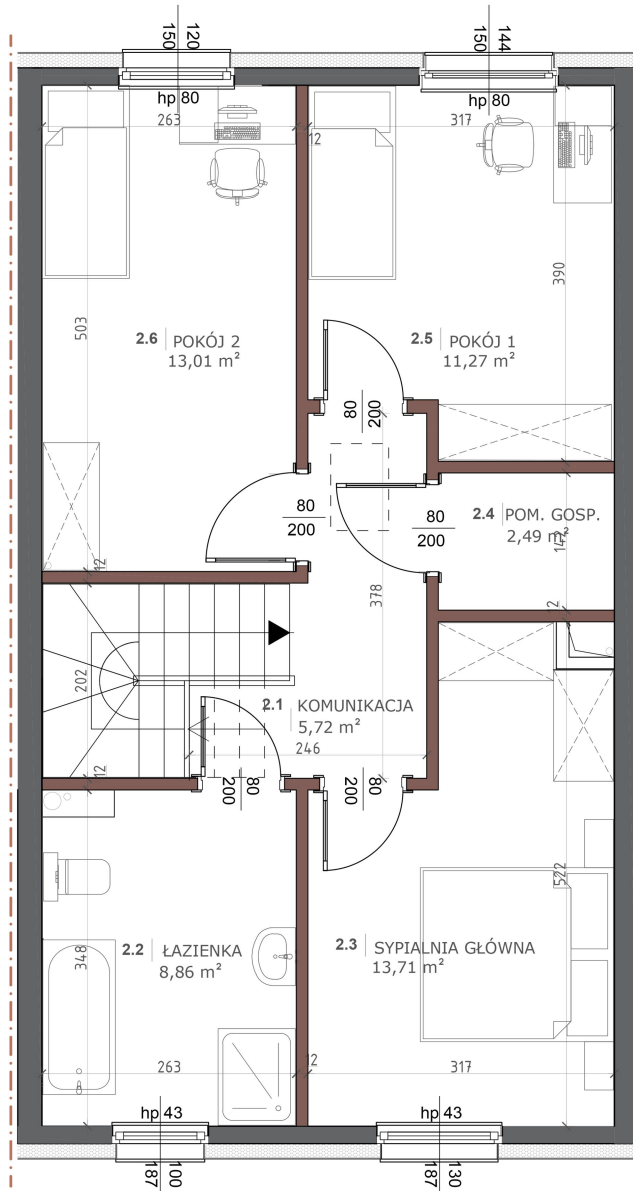 120
150
144
150
hp 80
hp 80
263
12
317
503
390
2.6 POKÓJ 2
13,01 m²
2.5 POKÓJ 1
11,27 m²
80
200
80
200
80
200
2.4 POM. GOSP.
2,49 m²
12
378
202
2.1 KOMUNIKACJA
5,72 m²
246
12
80
200
80
200
522
348
2.2 ŁAZIENKA
8,86 m²
2.3 SYPIALNIA GŁÓWNA
13,71 m²
263
12
317
hp 43
hp 43
100
187
130
187